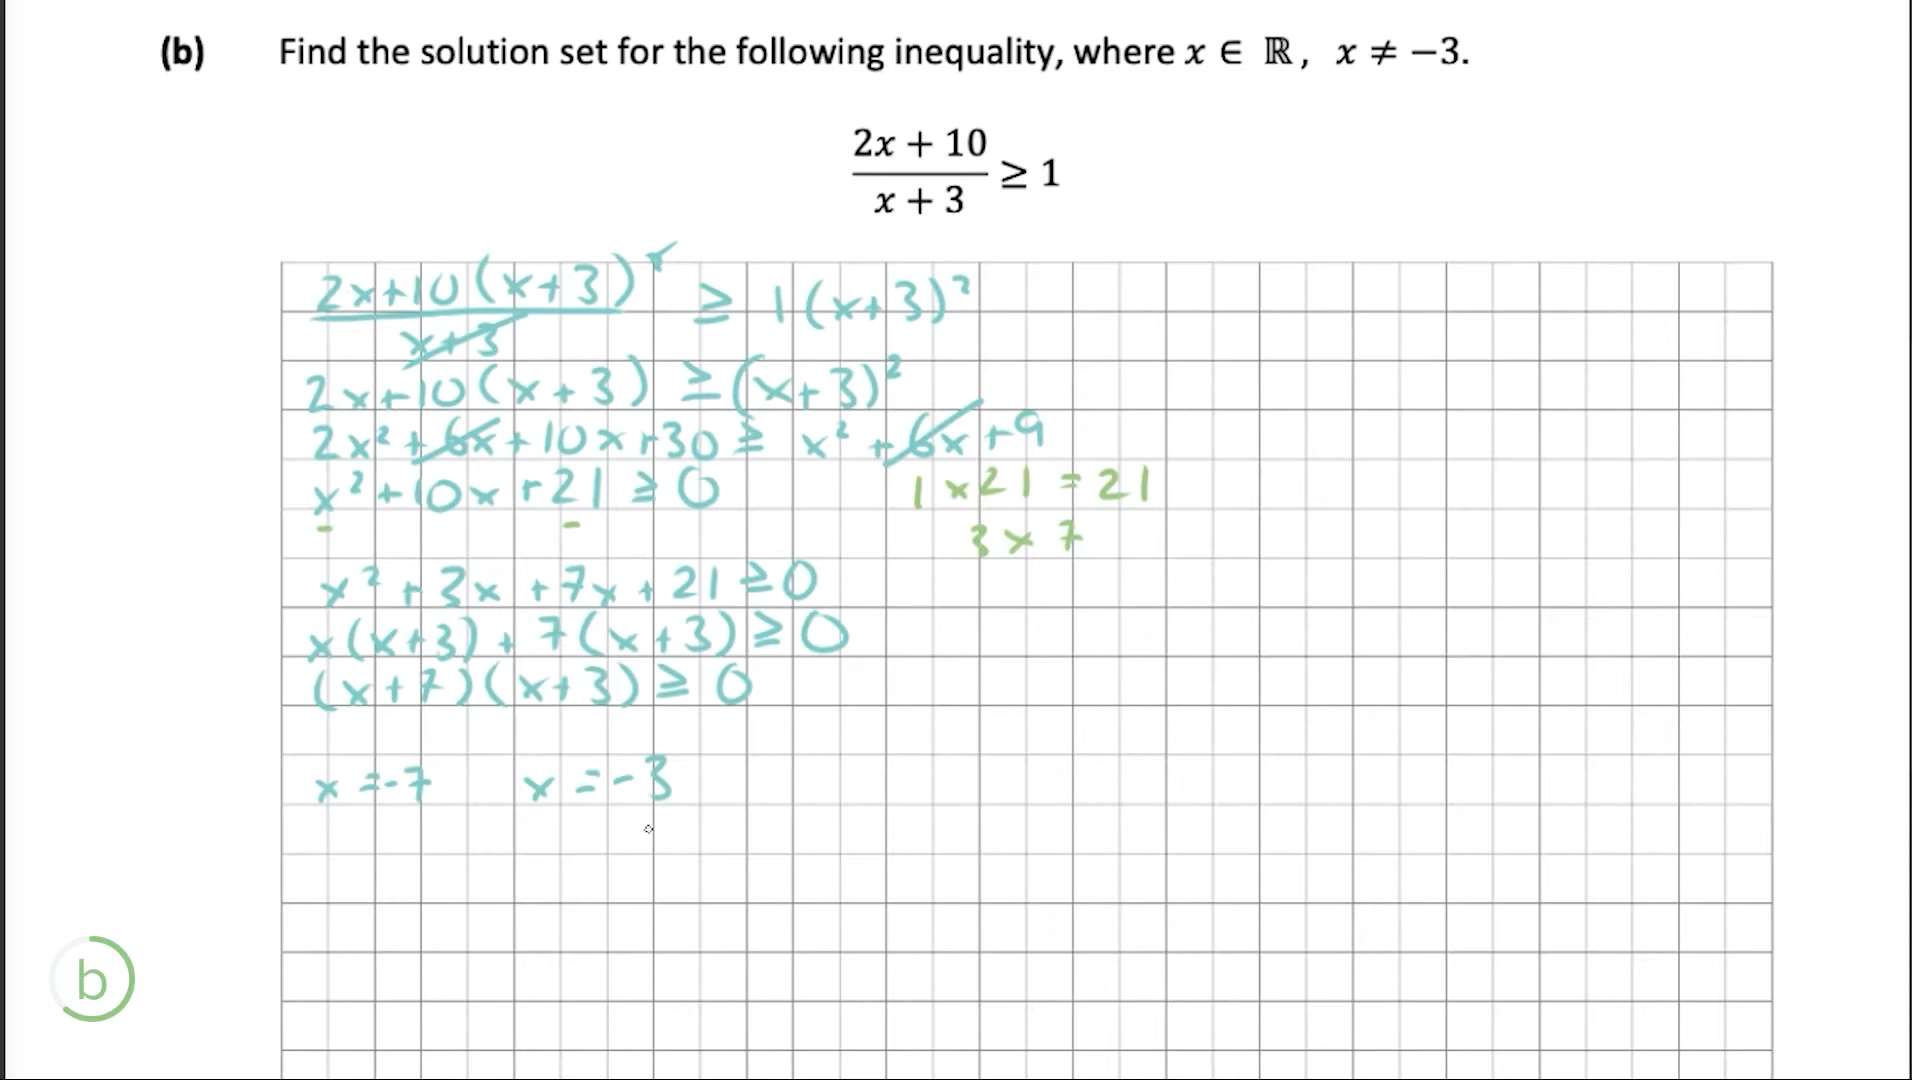 (b) Find the solution set for the following inequality, where x ∈ ℝ, x ≠ −3.
2x + 10
x + 3
≥ 1
2x+10(x+3)² ≥ 1(x+3)²
x+3
2x+10(x+3) ≥ (x+3)²
2x² + 6x + 10x + 30 ≥ x² + 6x + 9
x² + 10x + 21 ≥ 0
1 × 21 = 21
3 × 7
x² + 3x + 7x + 21 ≥ 0
x(x+3) + 7(x+3) ≥ 0
(x+7)(x+3) ≥ 0
x = -7 x = -3
b